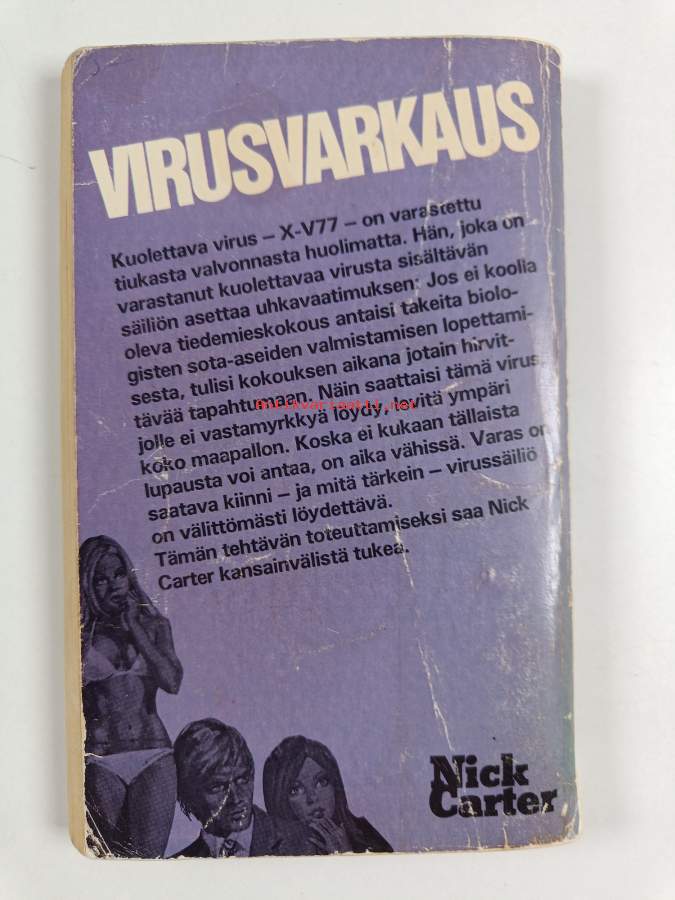 VIRUSVARKAUS
Kuolettava virus – X-V77 – on varastettu
tiukasta valvonnasta huolimatta. Hän, joka on
varastanut kuolettavaa virusta sisältävän
säiliön asettaa uhkavaatimuksen: Jos ei koolla
oleva tiedemieskokous antaisi takeita biolo-
gisten sota-aseiden valmistamisen lopettami-
sesta, tulisi kokouksen aikana jotain hirvit-
tävää tapahtumaan. Näin saattaisi tämä virus,
Antikvariaatti.net
jolle ei vastamyrkkyä löydy, levitä ympäri
koko maapallon. Koska ei kukaan tällaista
lupausta voi antaa, on aika vähissä. Varas on
saatava kiinni – ja mitä tärkein – virussäiliö
on välittömästi löydettävä.
Tämän tehtävän toteuttamiseksi saa Nick
Carter kansainvälistä tukea.
Nick
Carter